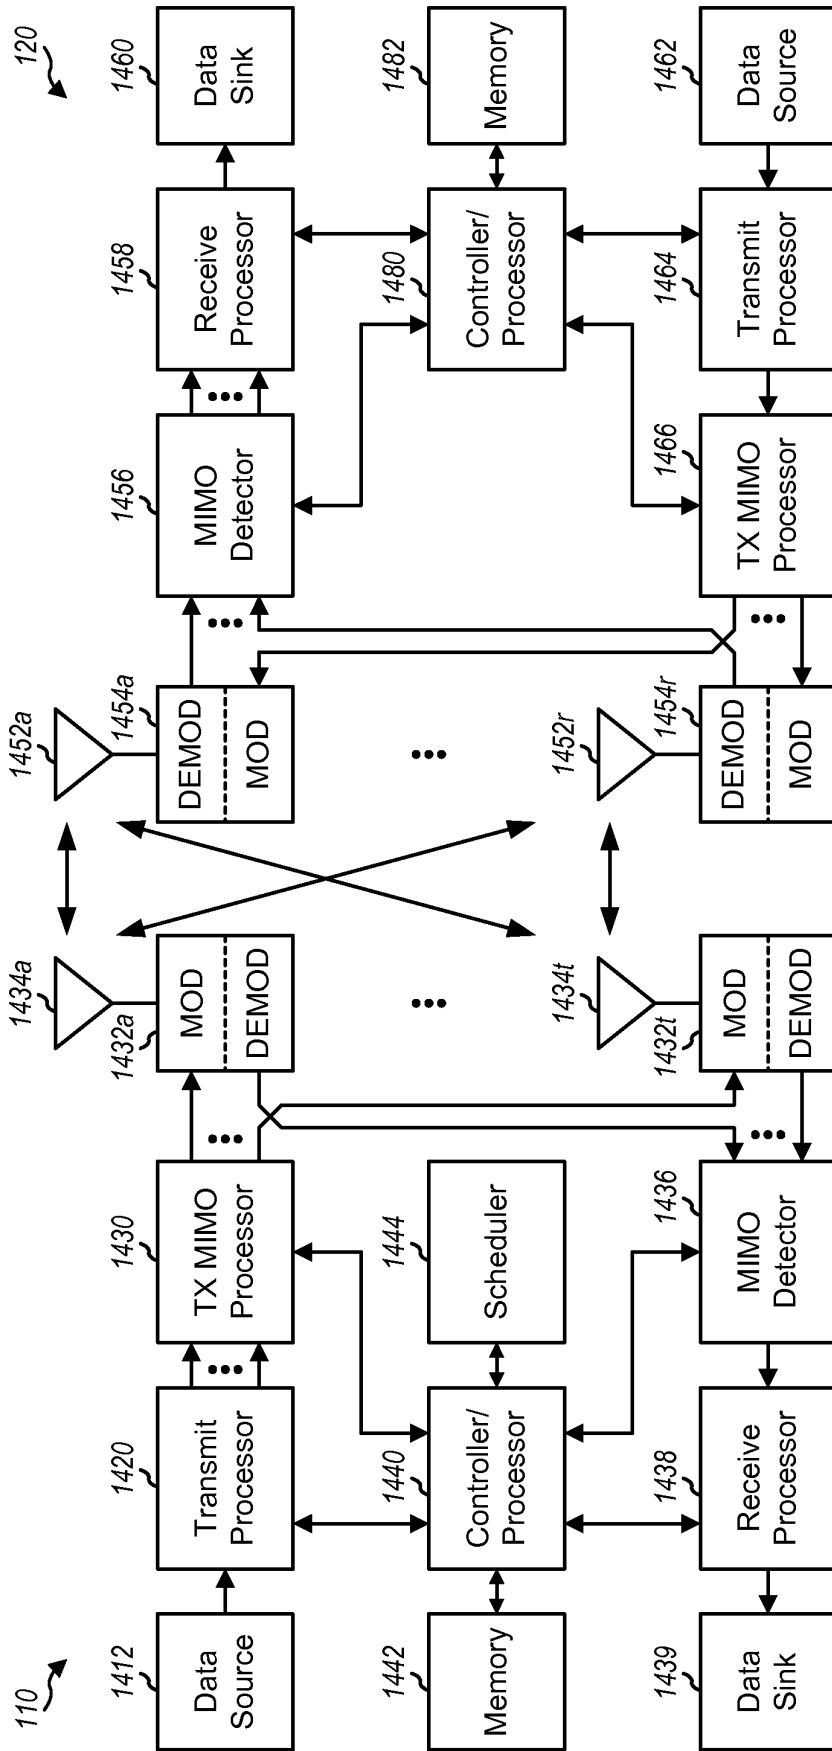 110
1412
Data
Source
1420
Transmit
Processor
1430
TX MIMO
Processor
1432a
MOD
DEMOD
1434a
1442
Memory
1440
Controller/
Processor
1444
Scheduler
1439
Data
Sink
1438
Receive
Processor
1436
MIMO
Detector
1432t
MOD
DEMOD
1434t
120
1452a
1454a
DEMOD
MOD
1456
MIMO
Detector
1458
Receive
Processor
1460
Data
Sink
1480
Controller/
Processor
1482
Memory
1452r
1454r
DEMOD
MOD
1466
TX MIMO
Processor
1464
Transmit
Processor
1462
Data
Source